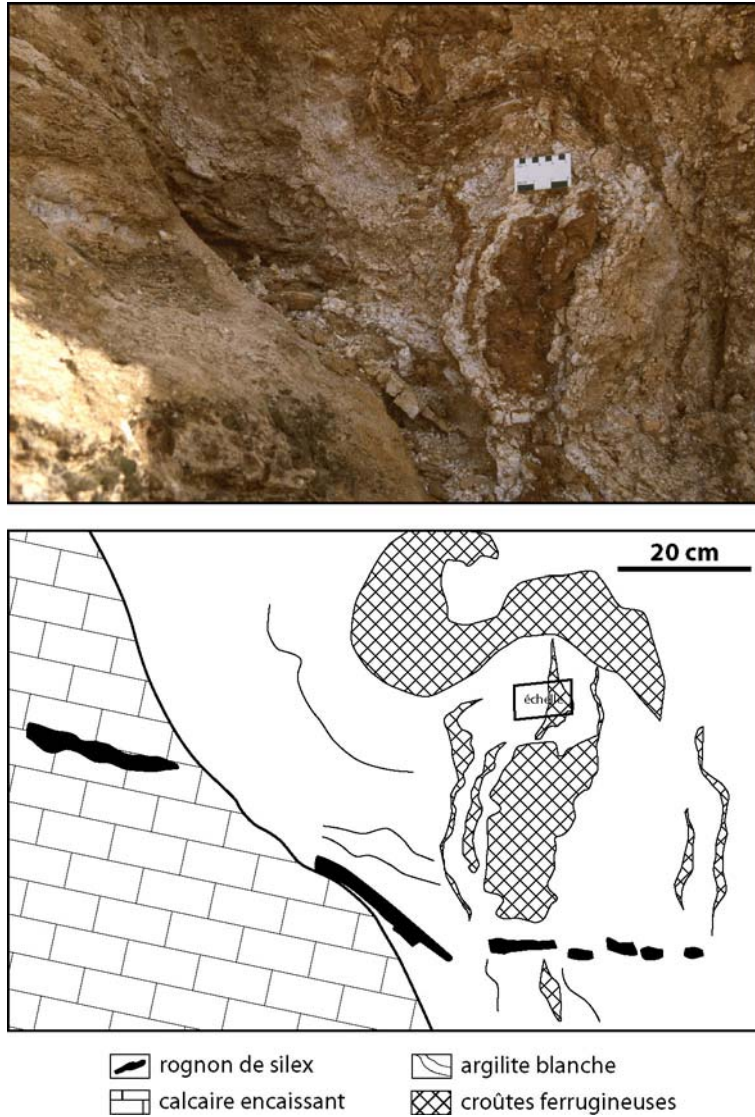 20 cm
échelle
rognon de silex
argilite blanche
calcaire encaissant
croûtes ferrugineuses